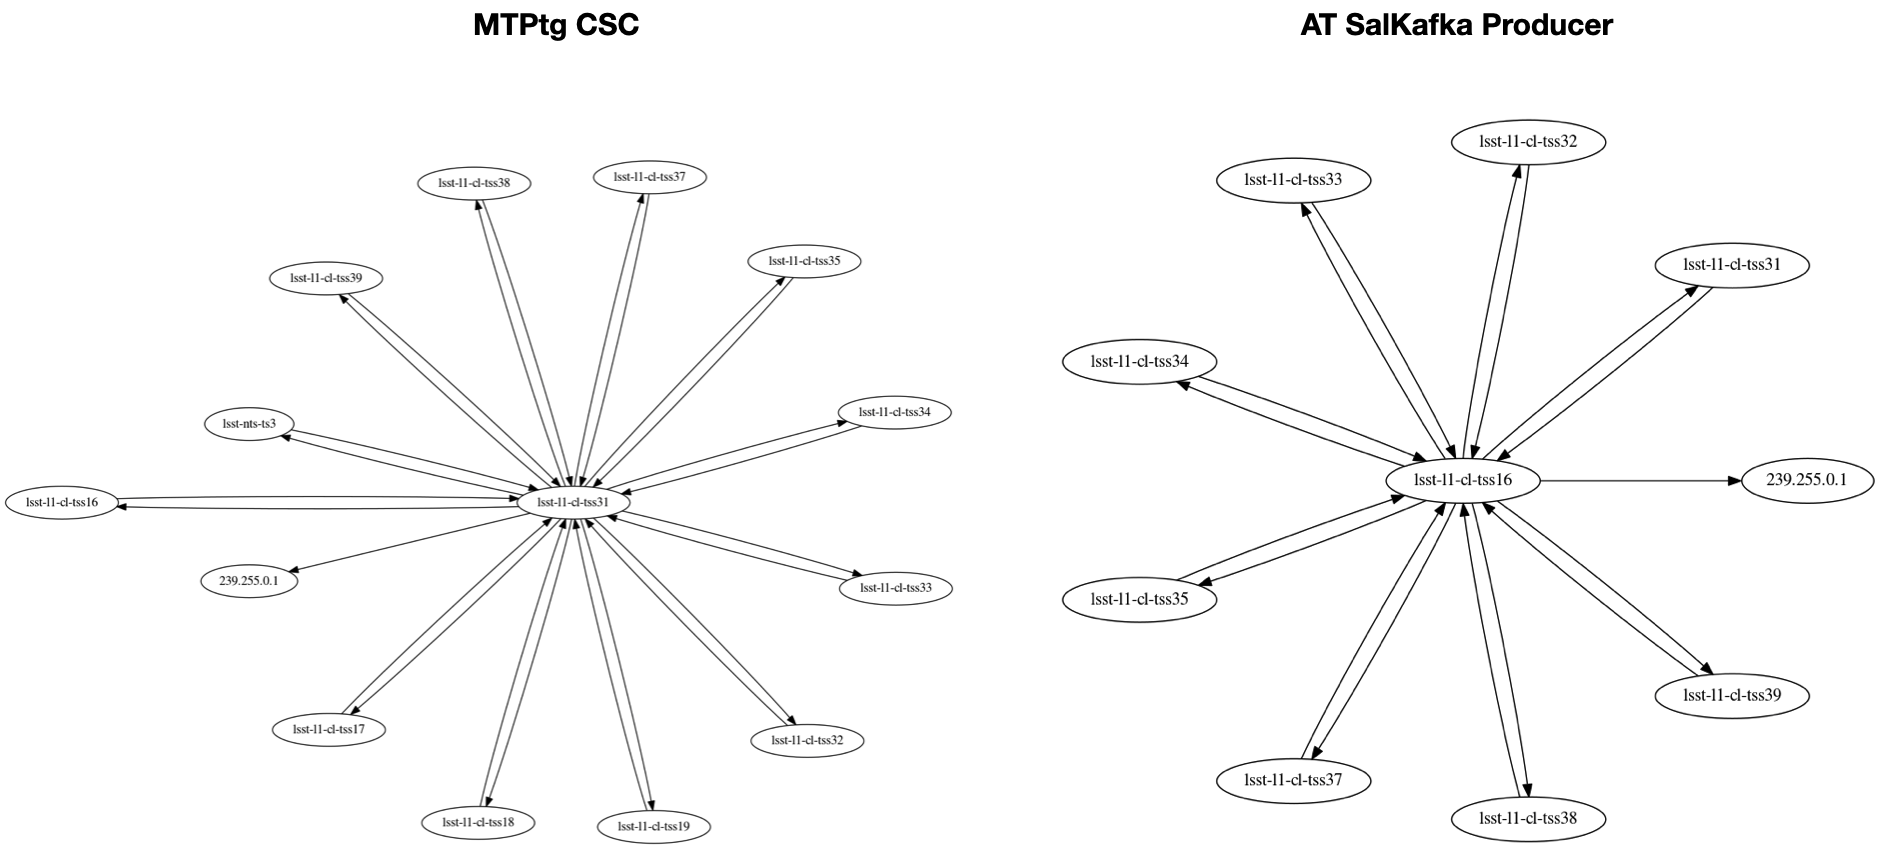 MTPtg CSC
lsst-l1-cl-tss37
lsst-l1-cl-tss38
lsst-l1-cl-tss35
lsst-l1-cl-tss39
lsst-l1-cl-tss34
lsst-nts-ts3
lsst-l1-cl-tss16
lsst-l1-cl-tss31
239.255.0.1
lsst-l1-cl-tss33
lsst-l1-cl-tss17
lsst-l1-cl-tss32
lsst-l1-cl-tss18
lsst-l1-cl-tss19
AT SalKafka Producer
lsst-l1-cl-tss32
lsst-l1-cl-tss33
lsst-l1-cl-tss31
lsst-l1-cl-tss34
lsst-l1-cl-tss16
239.255.0.1
lsst-l1-cl-tss35
lsst-l1-cl-tss39
lsst-l1-cl-tss37
lsst-l1-cl-tss38